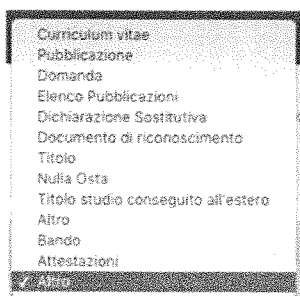 Curriculum vitae
Pubblicazione
Domanda
Elenco Pubblicazioni
Dichiarazione Sostitutiva
Documento di riconoscimento
Titolo
Nulla Osta
Titolo studio conseguito all'estero
Altro
Bando
Attestazioni
✓ Altro